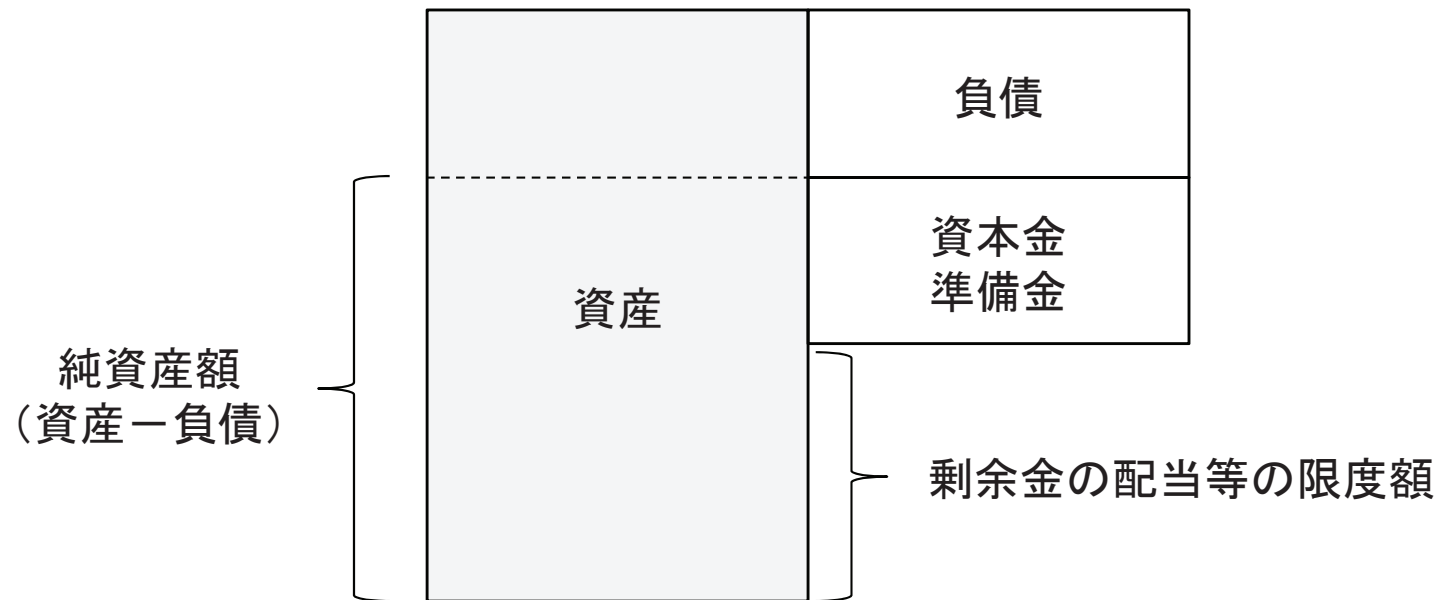 負債
資本金
準備金
資産
純資産額
（資産－負債）
剰余金の配当等の限度額